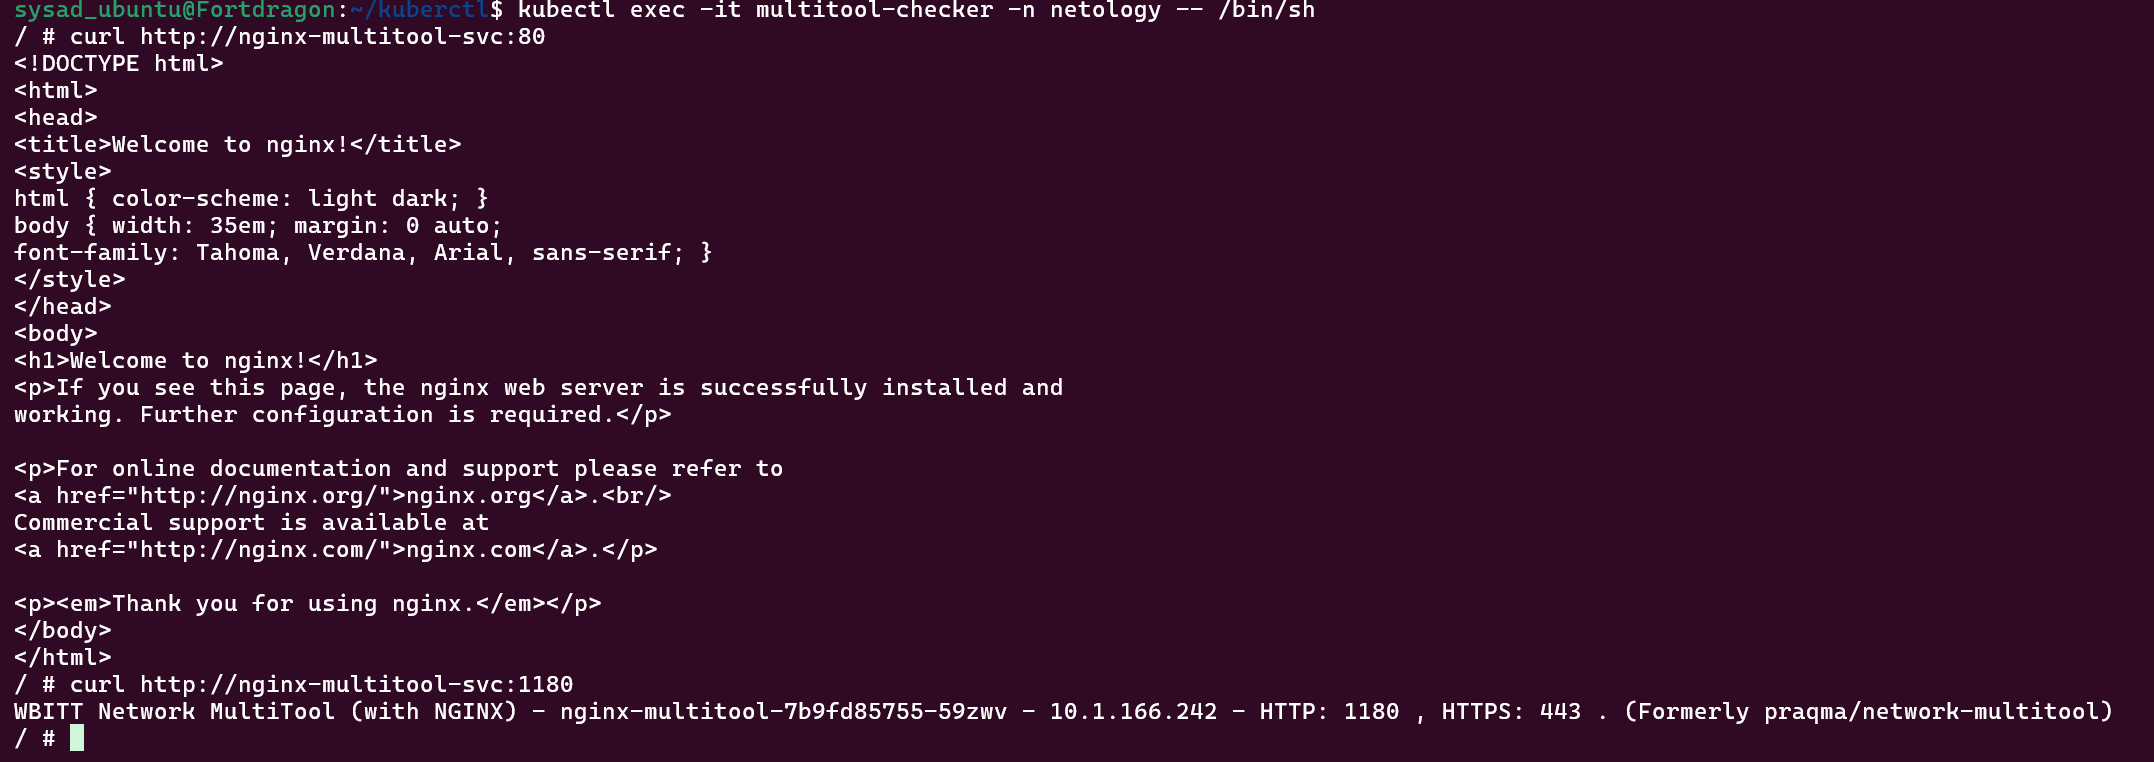 sysad_ubuntu@Fortdragon:~/kuberctl$ kubectl exec -it multitool-checker -n netology -- /bin/sh
/ # curl http://nginx-multitool-svc:80
<!DOCTYPE html>
<html>
<head>
<title>Welcome to nginx!</title>
<style>
html { color-scheme: light dark; }
body { width: 35em; margin: 0 auto;
font-family: Tahoma, Verdana, Arial, sans-serif; }
</style>
</head>
<body>
<h1>Welcome to nginx!</h1>
<p>If you see this page, the nginx web server is successfully installed and
working. Further configuration is required.</p>

<p>For online documentation and support please refer to
<a href="http://nginx.org/">nginx.org</a>.<br/>
Commercial support is available at
<a href="http://nginx.com/">nginx.com</a>.</p>

<p><em>Thank you for using nginx.</em></p>
</body>
</html>
/ # curl http://nginx-multitool-svc:1180
WBITT Network MultiTool (with NGINX) - nginx-multitool-7b9fd85755-59zwv - 10.1.166.242 - HTTP: 1180 , HTTPS: 443 . (Formerly praqma/network-multitool)
/ #